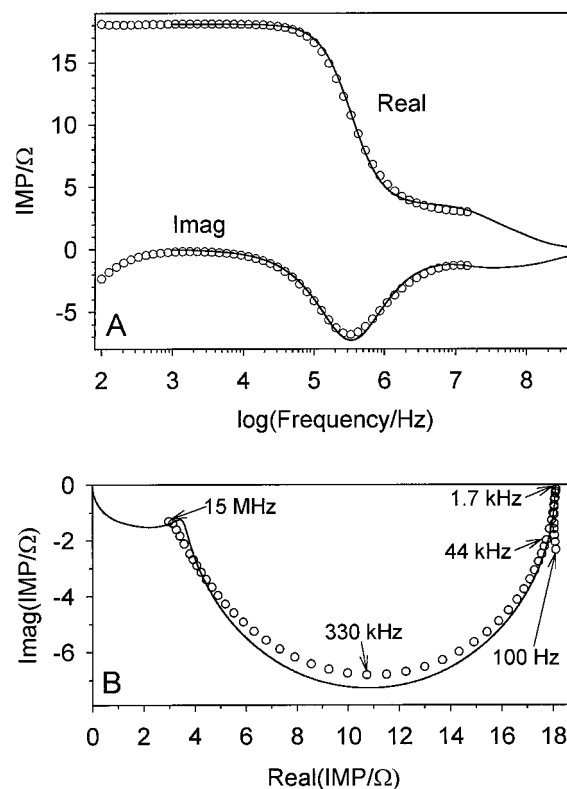 15
10
5
0
-5
IMP/Ω
Real
Imag
A
2 3 4 5 6 7 8
log(Frequency/Hz)
0
-2
-4
-6
Imag(IMP/Ω)
15 MHz
1.7 kHz
44 kHz
330 kHz
100 Hz
B
0 2 4 6 8 10 12 14 16 18
Real(IMP/Ω)